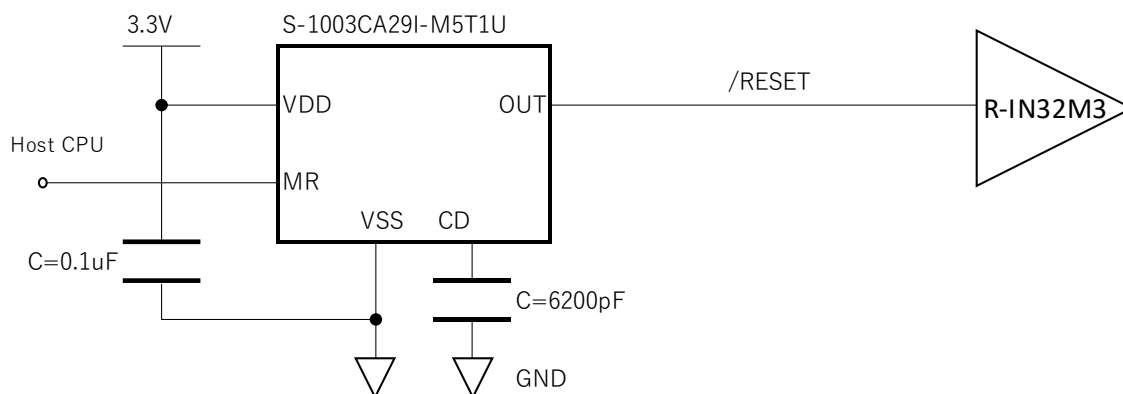 3.3V
S-1003CA29I-M5T1U
VDD
OUT
/RESET
R-IN32M3
Host CPU
MR
VSS
CD
C=0.1uF
C=6200pF
GND